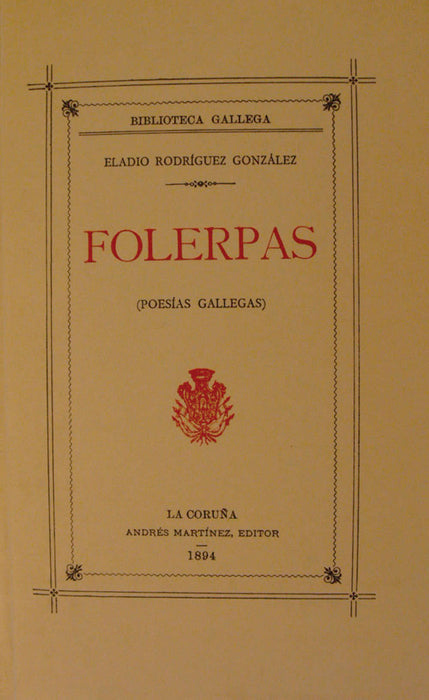 BIBLIOTECA GALLEGA
ELADIO RODRÍGUEZ GONZÁLEZ
FOLERPAS
(POESÍAS GALLEGAS)
LA CORUÑA
ANDRÉS MARTÍNEZ, EDITOR
1894